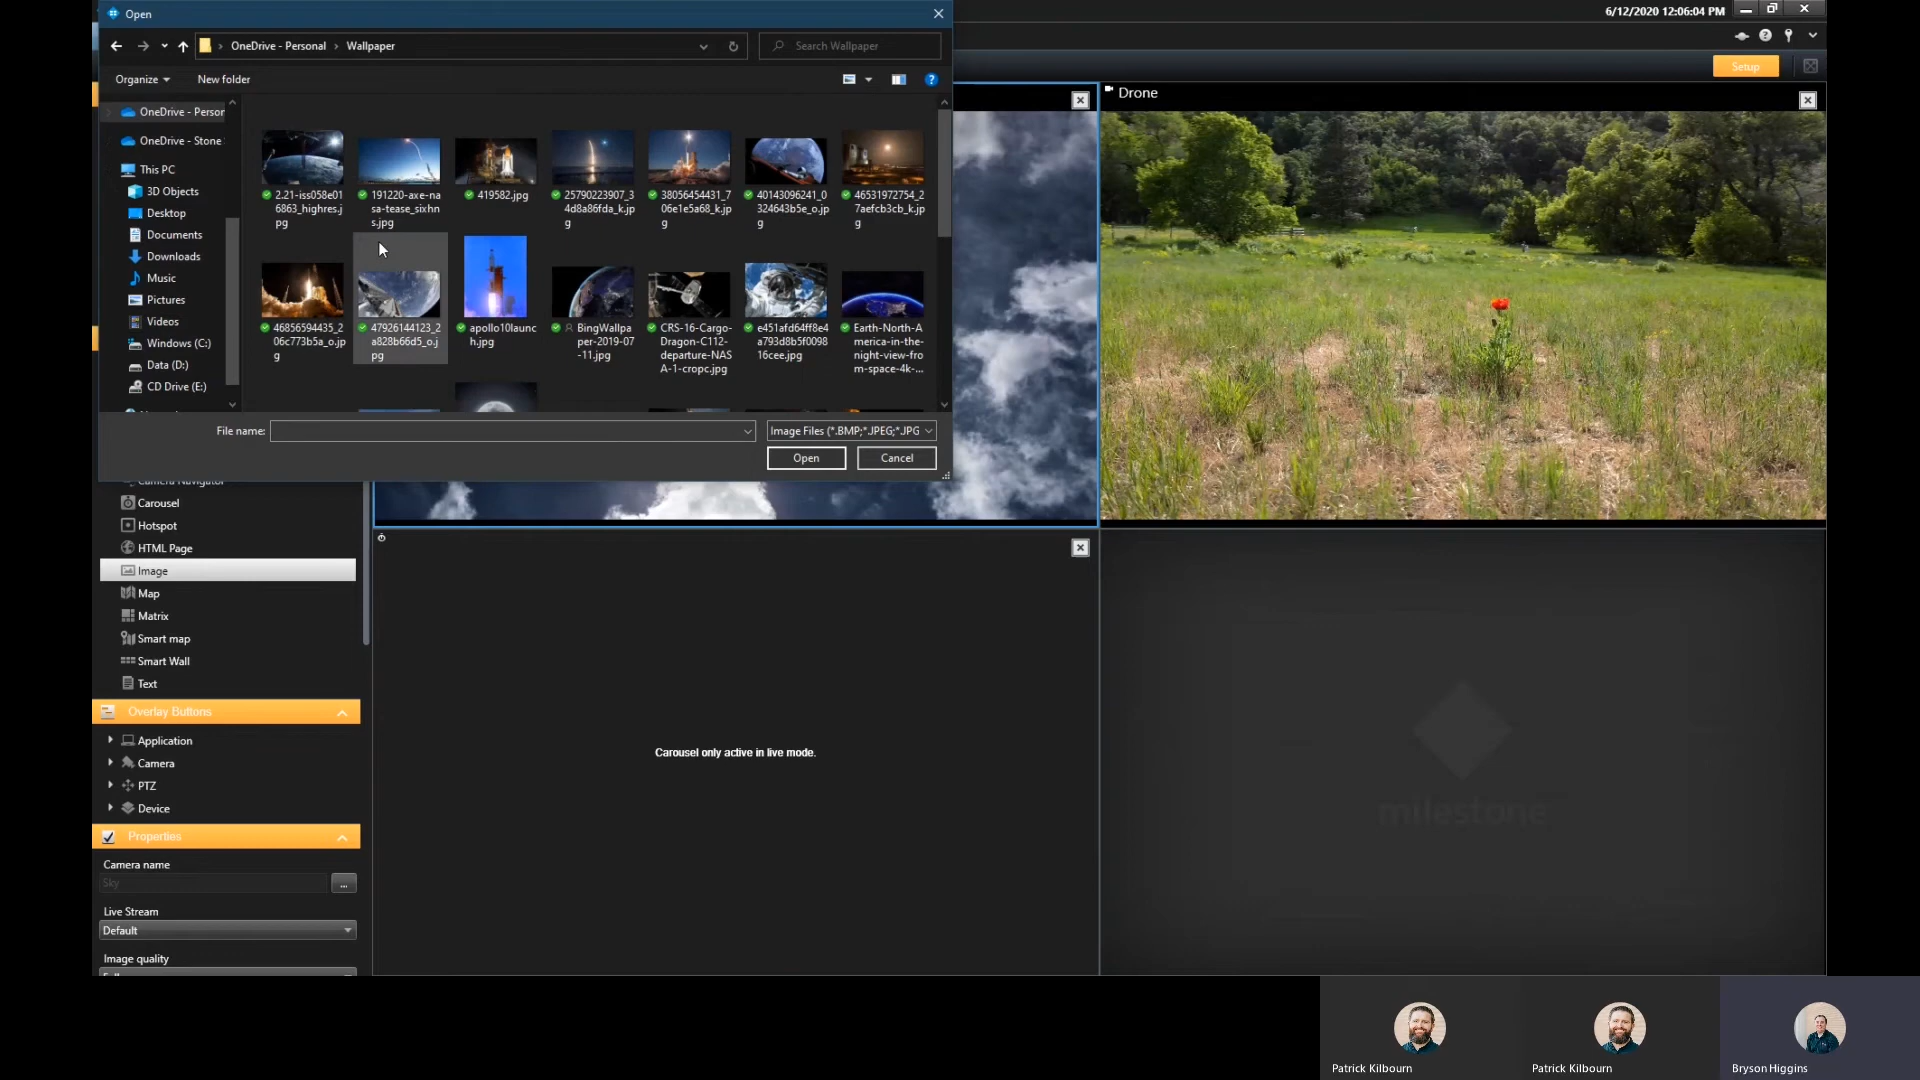 Open
6/12/2020 12:06:04 PM
OneDrive - Personal
Wallpaper
Search Wallpaper
Organize
New folder
Setup
OneDrive - Person
OneDrive - Stone
This PC
3D Objects
Desktop
Documents
Downloads
Music
Pictures
Videos
Windows (C:)
Data (D:)
CD Drive (E:)
2.21-iss058e01
6863_highres.j
pg
191220-axe-na
sa-tease_sixhn
s.jpg
419582.jpg
25790223907_3
4d8a86fda_k.jp
g
38056454431_7
06e1e5a68_k.jp
g
40143096241_0
324643b5e_o.jp
g
46531972754_2
7aefcb3cb_k.jp
g
46856594435_2
06c773b5a_o.jp
g
47926144123_2
a828b66d5_o.j
pg
apollo10launc
h.jpg
BingWallpa
per-2019-07
-11.jpg
CRS-16-Cargo-
Dragon-C112-
departure-NAS
A-1-cropc.jpg
e451afd64ff8e4
a793d8b5f0098
16cee.jpg
Earth-North-A
merica-in-the-
night-view-fro
m-space-4k-...
File name:
Image Files (*.BMP;*.JPEG;*.JPG
Open
Cancel
Drone
Camera Navigator
Carousel
Hotspot
HTML Page
Image
Map
Matrix
Smart map
Smart Wall
Text
Overlay Buttons
Application
Camera
PTZ
Device
Properties
Camera name
Sky
...
Live Stream
Default
Image quality
Carousel only active in live mode.
milestone
Patrick Kilbourn
Patrick Kilbourn
Bryson Higgins